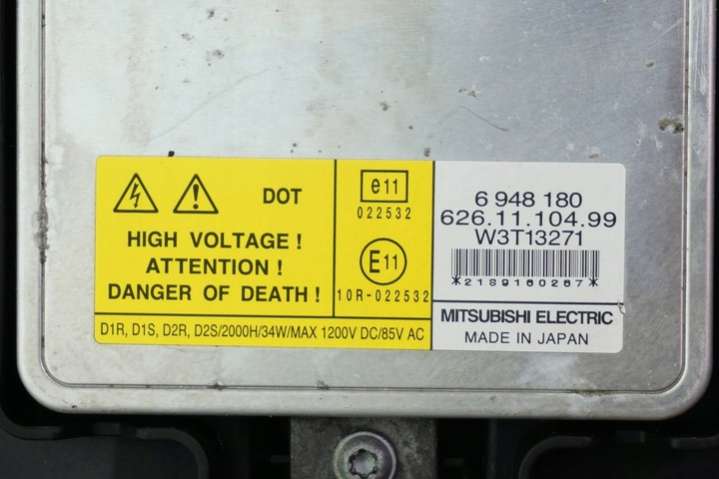 DOT
HIGH VOLTAGE !
ATTENTION !
DANGER OF DEATH !
e11
022532
E11
10R-022532
D1R, D1S, D2R, D2S/2000H/34W/MAX 1200V DC/85V AC
6 948 180
626.11.104.99
W3T13271
*2189160267*
MITSUBISHI ELECTRIC
MADE IN JAPAN